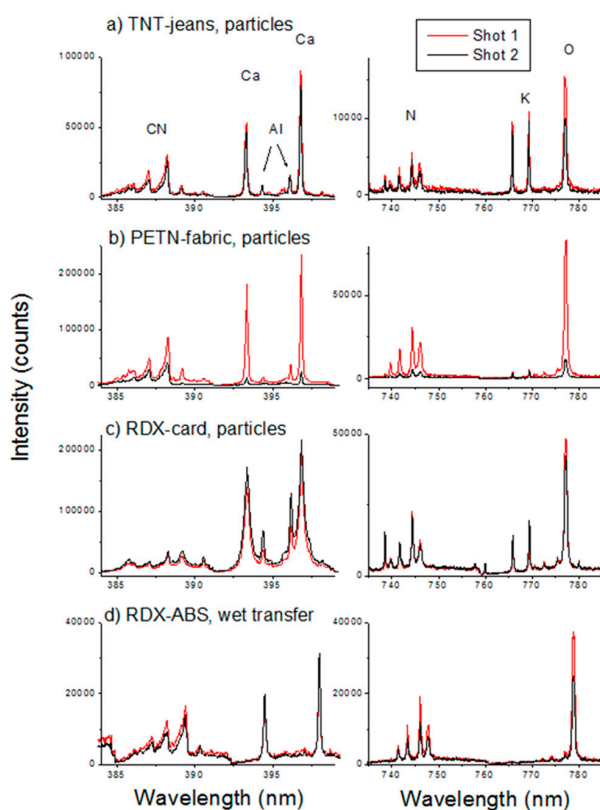 a) TNT-jeans, particles
Ca
Ca
CN
Al
100000
50000
0
385 390 395
Shot 1
Shot 2
O
K
N
10000
0
740 750 760 770 780
b) PETN-fabric, particles
200000
100000
0
385 390 395
50000
0
740 750 760 770 780
c) RDX-card, particles
200000
100000
0
385 390 395
50000
25000
0
740 750 760 770 780
d) RDX-ABS, wet transfer
40000
20000
0
385 390 395
40000
20000
0
740 750 760 770 780
Intensity (counts)
Wavelength (nm)
Wavelength (nm)